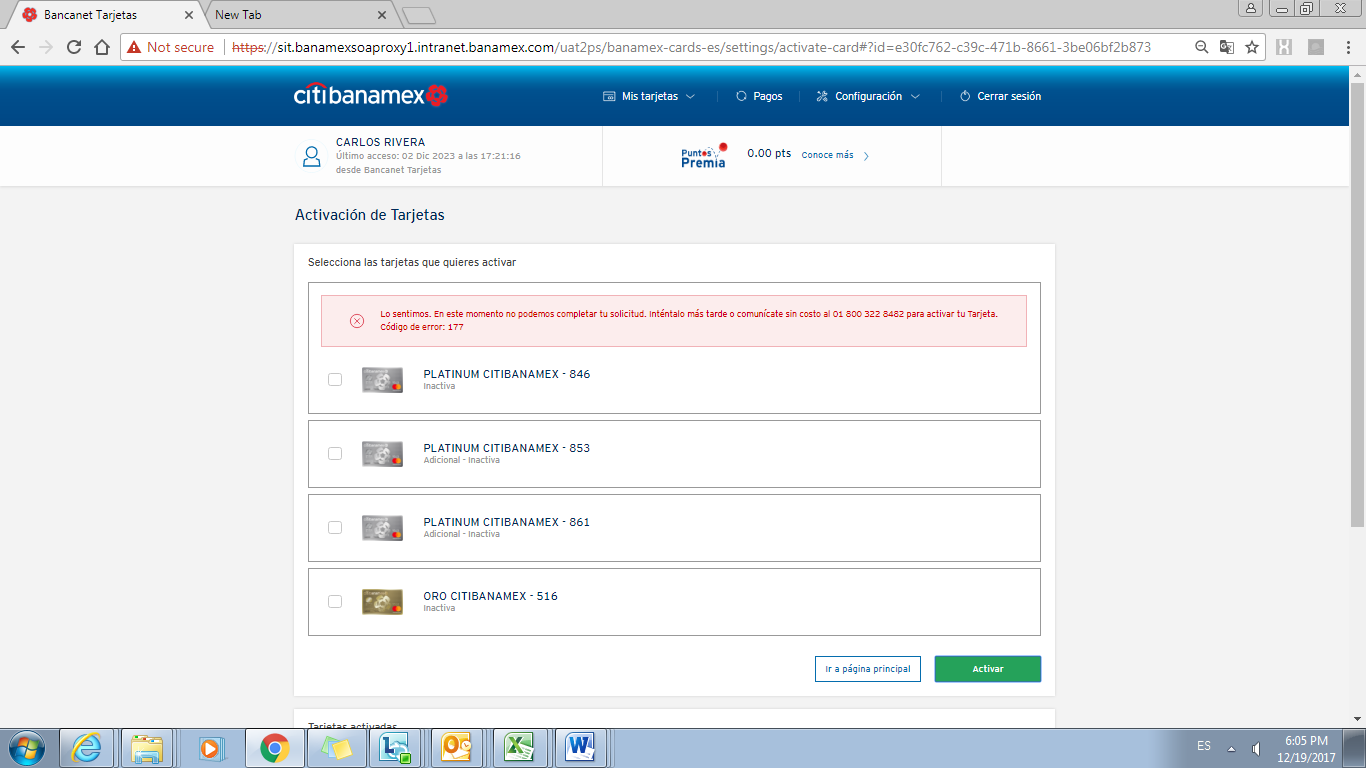 Bancanet Tarjetas
New Tab
Not secure
https://sit.banamexsoaproxy1.intranet.banamex.com/uat2ps/banamex-cards-es/settings/activate-card#?id=e30fc762-c39c-471b-8661-3be06bf2b873
citibanamex
Mis tarjetas
Pagos
Configuración
Cerrar sesión
CARLOS RIVERA
Último acceso: 02 Dic 2023 a las 17:21:16
desde Bancanet Tarjetas
Puntos
Premia
0.00 pts
Conoce más
Activación de Tarjetas
Selecciona las tarjetas que quieres activar
Lo sentimos. En este momento no podemos completar tu solicitud. Inténtalo más tarde o comunícate sin costo al 01 800 322 8482 para activar tu Tarjeta.
Código de error: 177
PLATINUM CITIBANAMEX - 846
Inactiva
PLATINUM CITIBANAMEX - 853
Adicional - Inactiva
PLATINUM CITIBANAMEX - 861
Adicional - Inactiva
ORO CITIBANAMEX - 516
Inactiva
Ir a página principal
Activar
Tarjetas activadas
ES
6:05 PM
12/19/2017